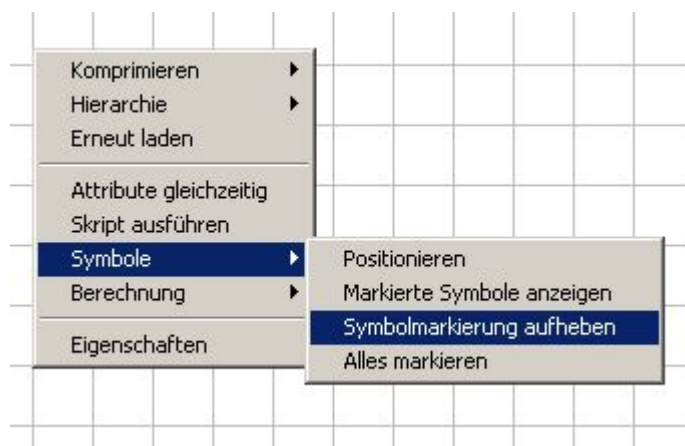 Komprimieren
Hierarchie
Erneut laden
Attribute gleichzeitig
Skript ausführen
Symbole
Berechnung
Eigenschaften
Positionieren
Markierte Symbole anzeigen
Symbolmarkierung aufheben
Alles markieren